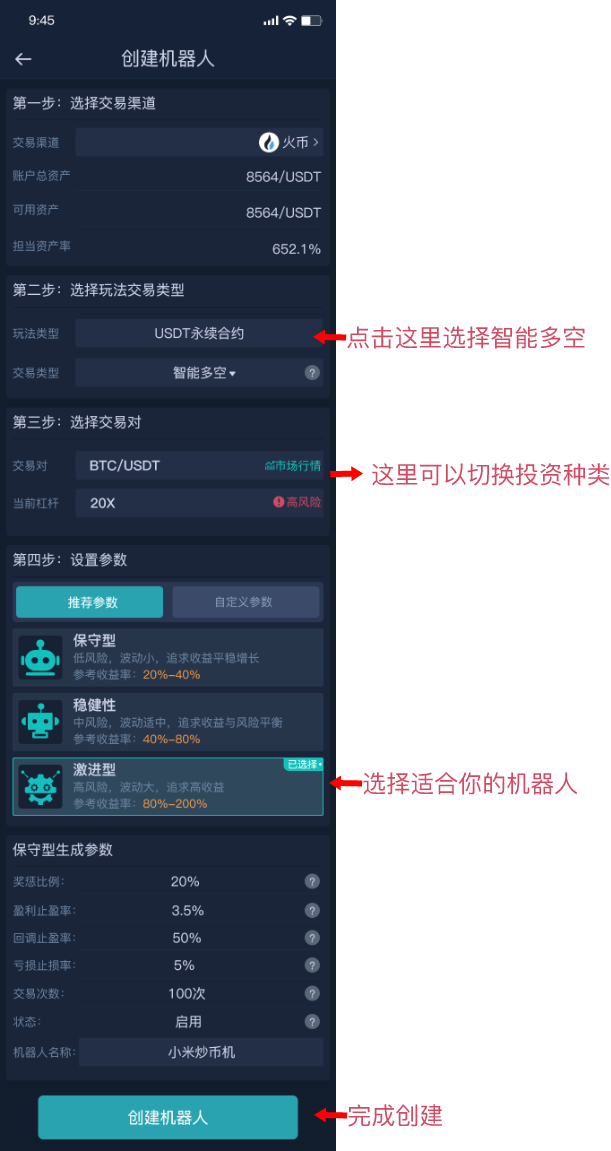 9:45
创建机器人
第一步：选择交易渠道
交易渠道 火币
账户总资产 8564/USDT
可用资产 8564/USDT
担当资产率 652.1%
第二步：选择玩法交易类型
玩法类型 USDT永续合约
点击这里选择智能多空
交易类型 智能多空 ?
第三步：选择交易对
交易对 BTC/USDT 市场行情
这里可以切换投资种类
当前杠杆 20X 高风险
第四步：设置参数
推荐参数 自定义参数
保守型
低风险，波动小，追求收益平稳增长
参考收益率：20%-40%
稳健性
中风险，波动适中，追求收益与风险平衡
参考收益率：40%-80%
激进型 已选择
高风险，波动大，追求高收益
选择适合你的机器人
参考收益率：80%-200%
保守型生成参数
奖惩比例： 20% ?
盈利止盈率： 3.5% ?
回调止盈率： 50% ?
亏损止损率： 5% ?
交易次数： 100次 ?
状态： 启用 ?
机器人名称： 小米炒币机
创建机器人
完成创建